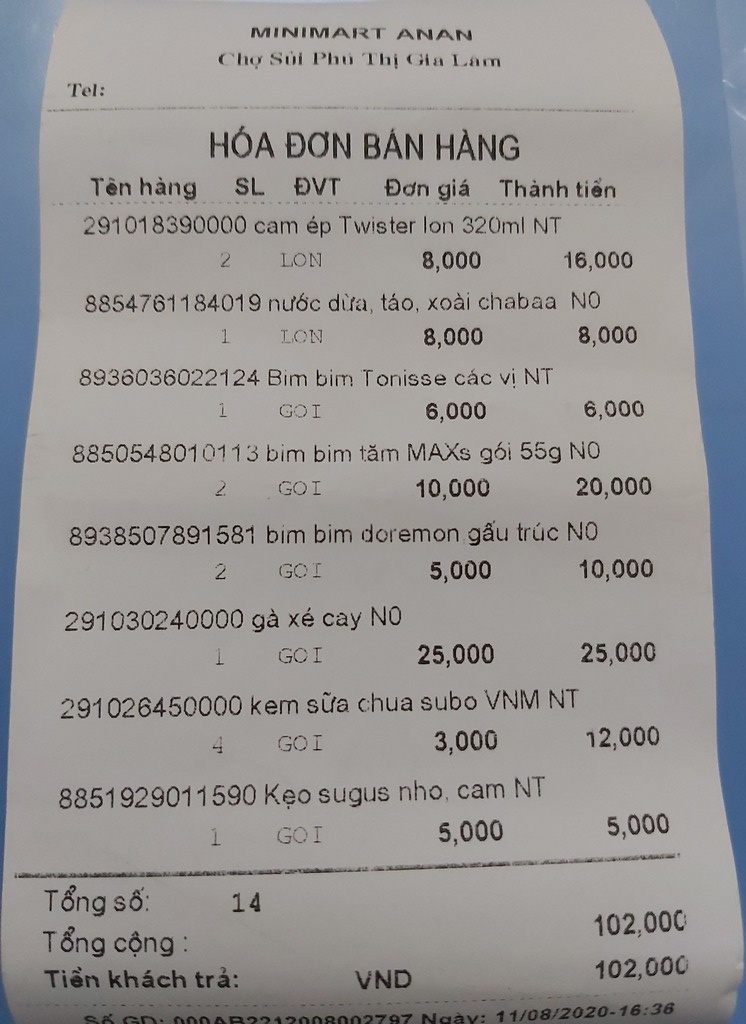 MINIMART ANAN
Chợ Sủi Phú Thị Gia Lâm
Tel:
HÓA ĐƠN BÁN HÀNG
Tên hàng SL ĐVT Đơn giá Thành tiền
291018390000 cam ép Twister lon 320ml NT
2 LON 8,000 16,000
8854761184019 nước dừa, táo, xoài chabaa N0
1 LON 8,000 8,000
8936036022124 Bim bim Tonisse các vị NT
1 GOI 6,000 6,000
8850548010113 bim bim tăm MAXs gói 55g N0
2 GOI 10,000 20,000
8938507891581 bim bim doremon gấu trúc N0
2 GOI 5,000 10,000
291030240000 gà xé cay N0
1 GOI 25,000 25,000
291026450000 kem sữa chua subo VNM NT
4 GOI 3,000 12,000
8851929011590 Kẹo sugus nho, cam NT
1 GOI 5,000 5,000
Tổng số: 14
Tổng cộng : 102,000
Tiền khách trả: VND 102,000
Số GD: 000AB2212008002797 Ngày: 11/08/2020-16:36